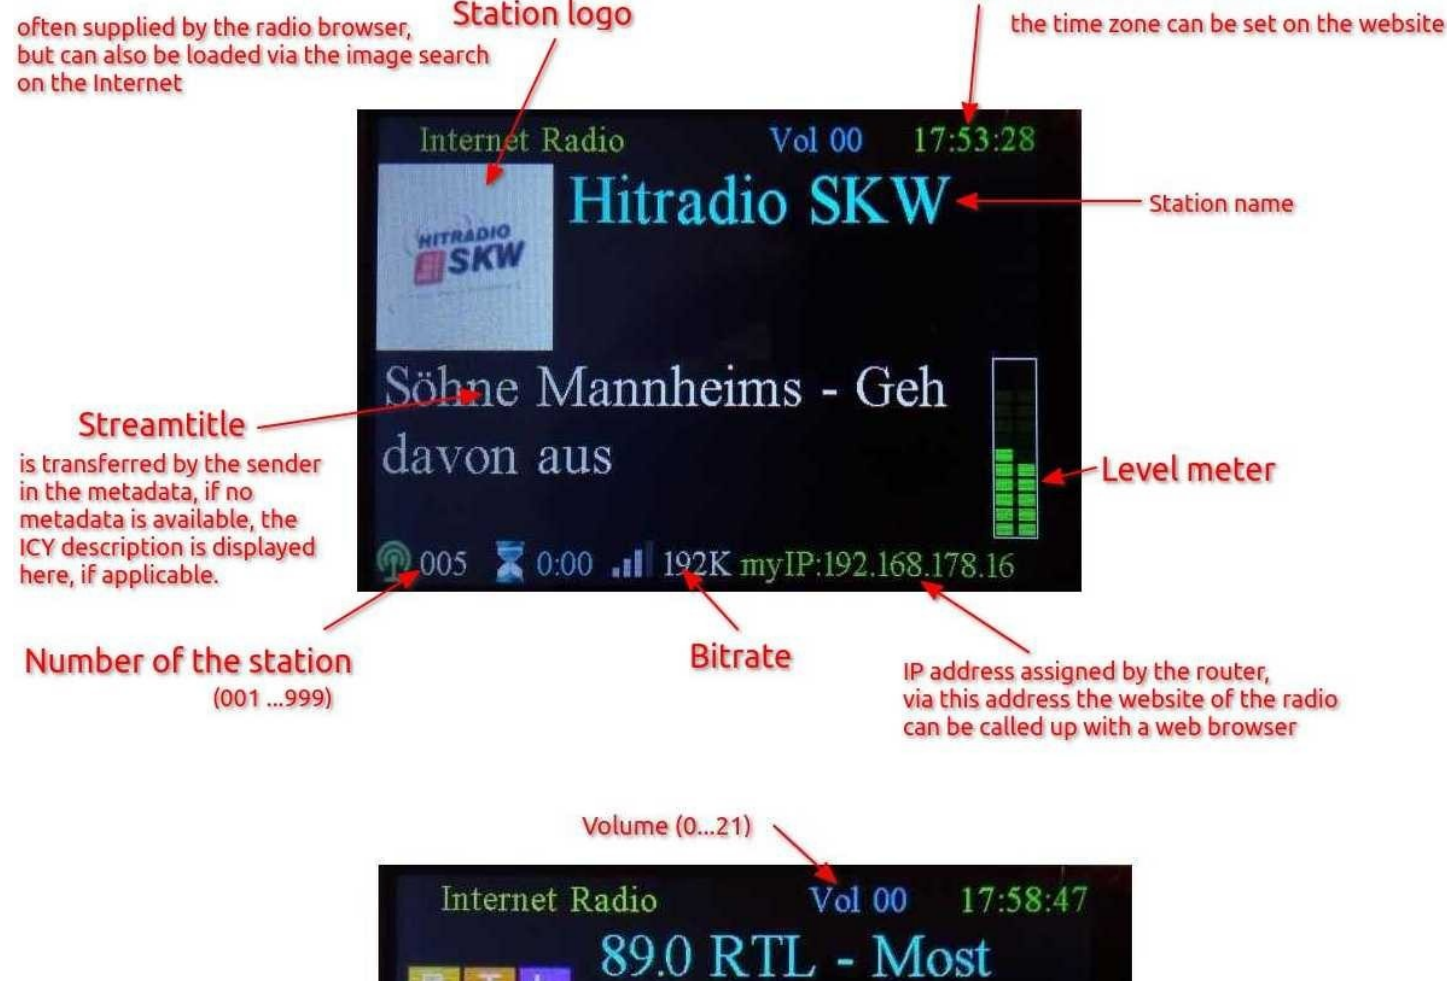 Station logo
often supplied by the radio browser,
but can also be loaded via the image search
on the Internet
the time zone can be set on the website
Internet Radio Vol 00 17:53:28
HITRADIO
SKW
Hitradio SKW
Station name
Söhne Mannheims - Geh
davon aus
Streamtitle
is transferred by the sender
in the metadata, if no
metadata is available, the
ICY description is displayed
here, if applicable.
Level meter
005 0:00 192K myIP:192.168.178.16
Number of the station
(001 ...999)
Bitrate
IP address assigned by the router,
via this address the website of the radio
can be called up with a web browser
Volume (0...21)
Internet Radio Vol 00 17:58:47
89.0 RTL - Most